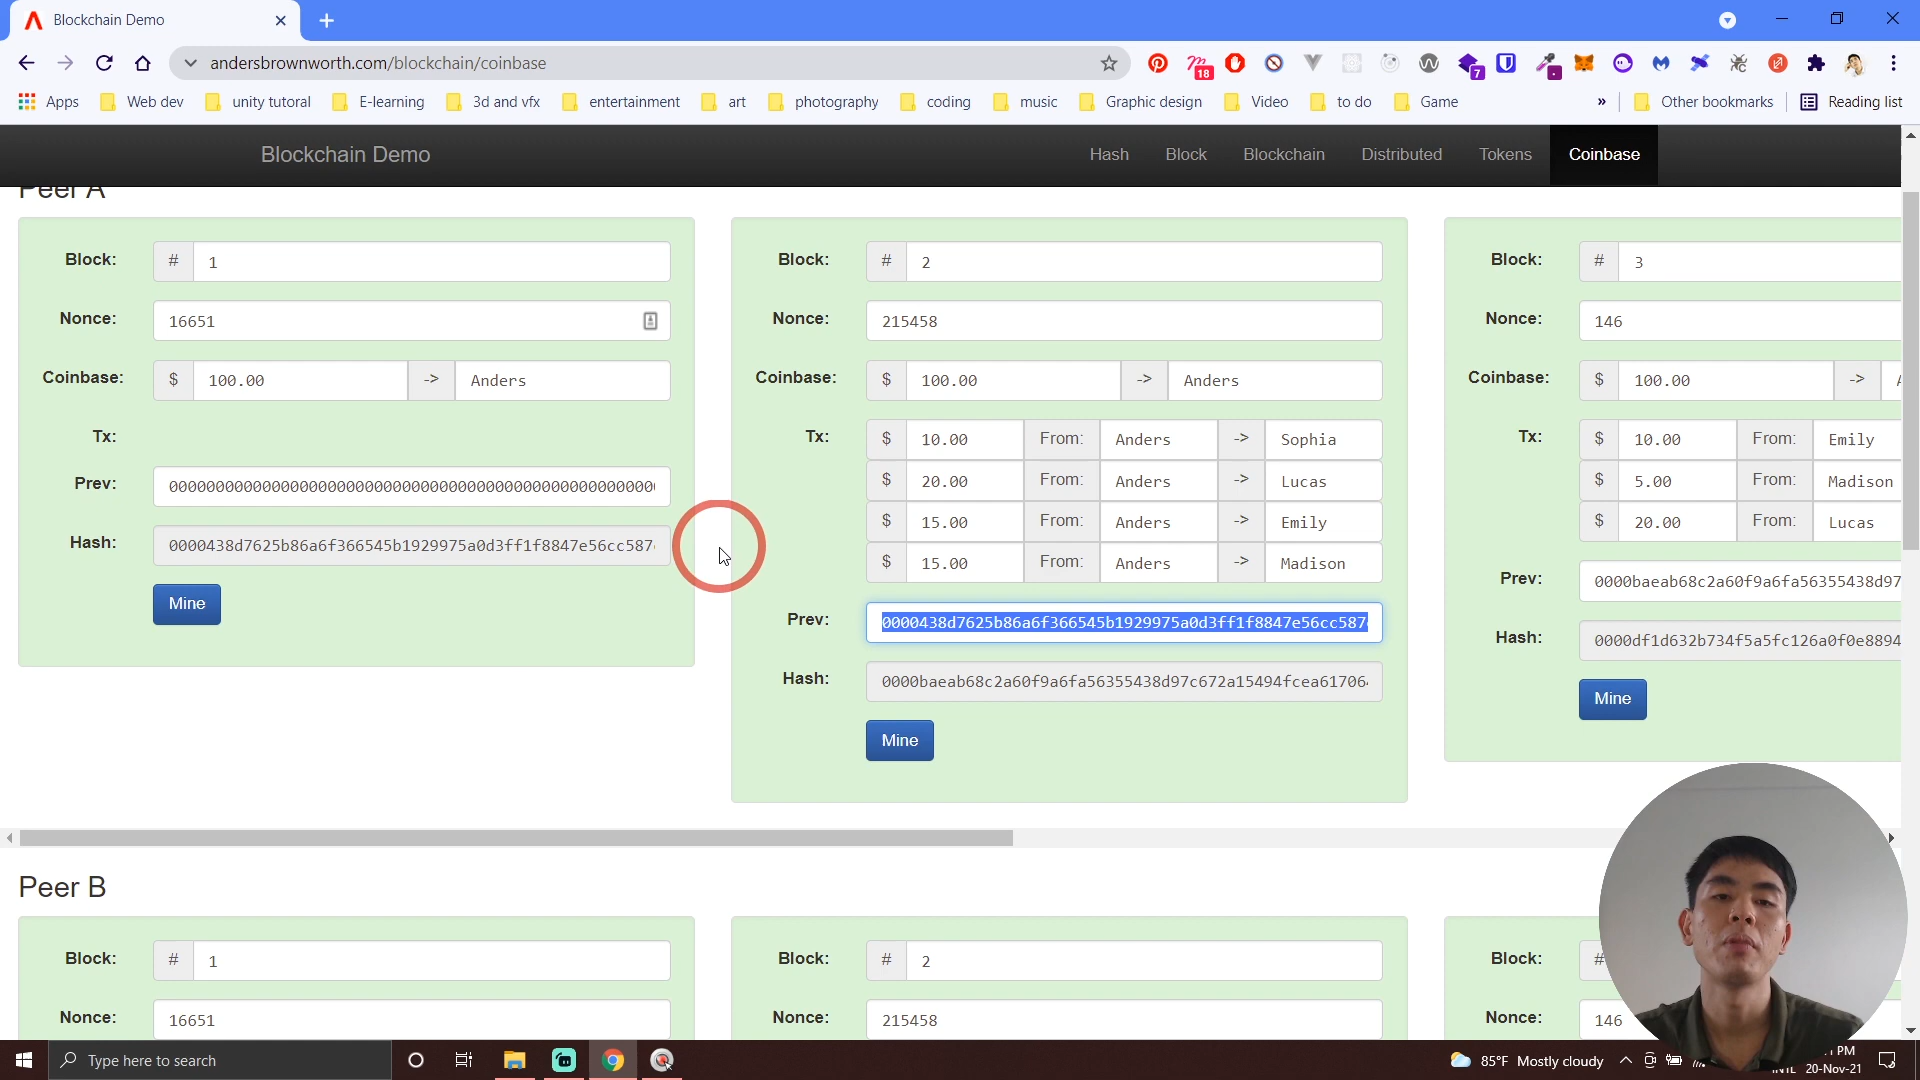 Blockchain Demo
andersbrownworth.com/blockchain/coinbase
18
7
Apps Web dev unity tutoral E-learning 3d and vfx entertainment art photography coding music Graphic design Video to do Game » Other bookmarks Reading list
Blockchain Demo Hash Block Blockchain Distributed Tokens Coinbase
Peer A
Block: # 1
Nonce: 16651
Coinbase: $ 100.00 -> Anders
Tx:
Prev: 000000000000000000000000000000000000000000000000000000
Hash: 0000438d7625b86a6f366545b1929975a0d3ff1f8847e56cc587
Mine
Block: # 2
Nonce: 215458
Coinbase: $ 100.00 -> Anders
Tx: $ 10.00 From: Anders -> Sophia
$ 20.00 From: Anders -> Lucas
$ 15.00 From: Anders -> Emily
$ 15.00 From: Anders -> Madison
Prev: 0000438d7625b86a6f366545b1929975a0d3ff1f8847e56cc587
Hash: 0000baeab68c2a60f9a6fa56355438d97c672a15494fcea61706
Mine
Block: # 3
Nonce: 146
Coinbase: $ 100.00 ->
Tx: $ 10.00 From: Emily
$ 5.00 From: Madison
$ 20.00 From: Lucas
Prev: 0000baeab68c2a60f9a6fa56355438d97
Hash: 0000df1d632b734f5a5fc126a0f0e8894
Mine
Peer B
Block: # 1
Nonce: 16651
Block: # 2
Nonce: 215458
Block: #
Nonce: 146
Type here to search
85°F Mostly cloudy
PM
20-Nov-21